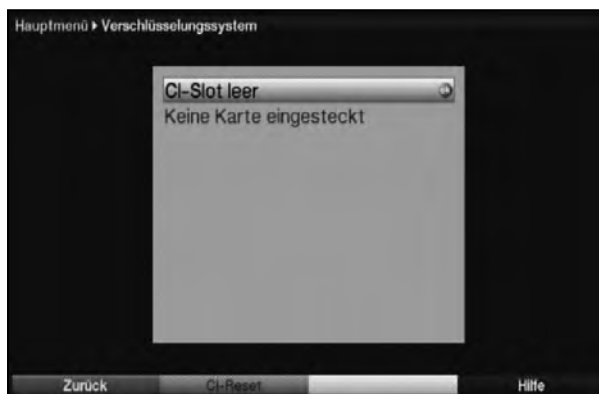 Hauptmenü ▸ Verschlüsselungssystem
CI-Slot leer
Keine Karte eingesteckt
Zurück CI-Reset Hilfe